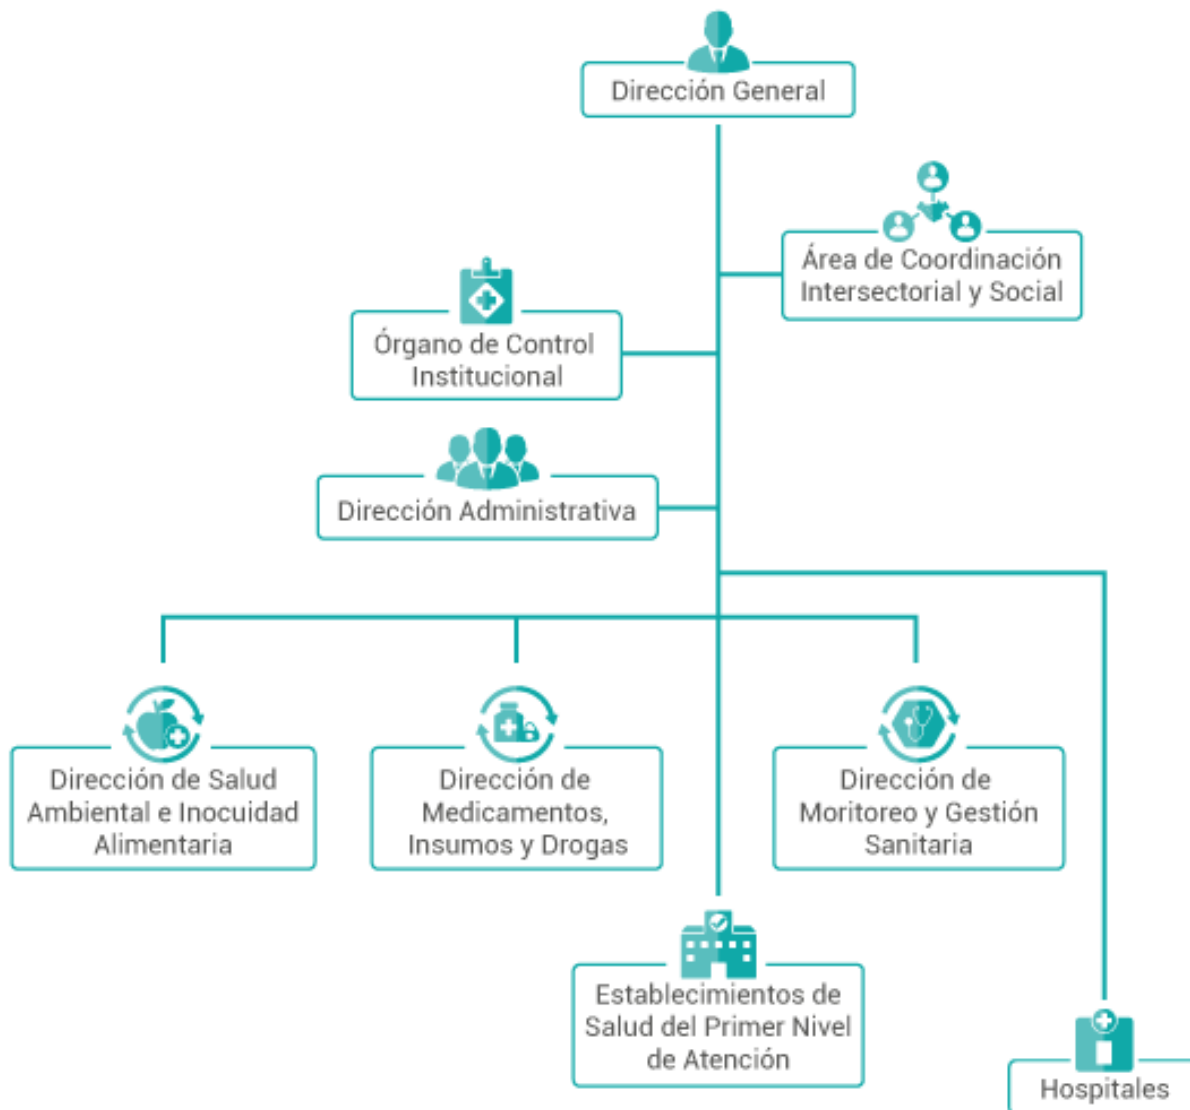 Dirección General
Área de Coordinación
Intersectorial y Social
Órgano de Control
Institucional
Dirección Administrativa
Dirección de Salud
Ambiental e Inocuidad
Alimentaria
Dirección de
Medicamentos,
Insumos y Drogas
Dirección de
Moritoreo y Gestión
Sanitaria
Establecimientos de
Salud del Primer Nivel
de Atención
Hospitales